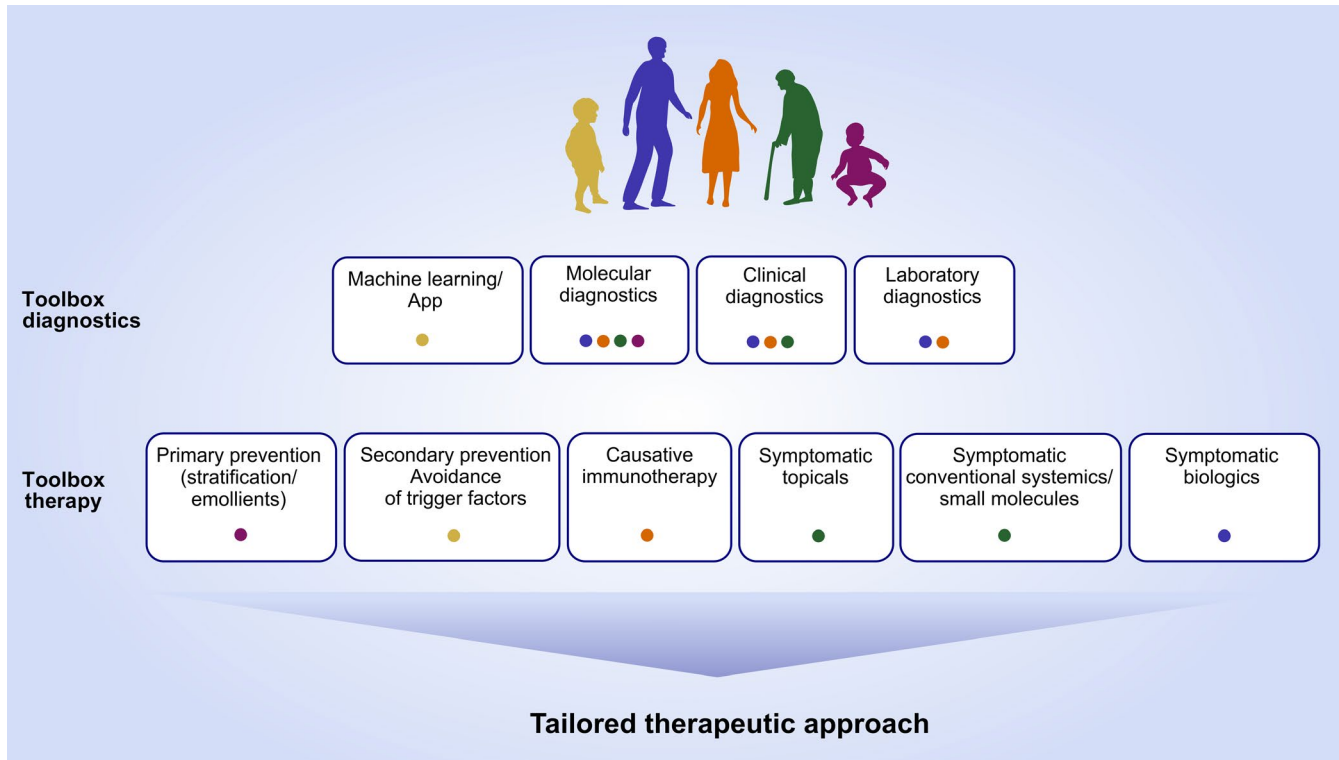 Machine learning/
App
Molecular
diagnostics
Clinical
diagnostics
Laboratory
diagnostics
Toolbox
diagnostics
Primary prevention
(stratification/
emollients)
Secondary prevention
Avoidance
of trigger factors
Causative
immunotherapy
Symptomatic
topicals
Symptomatic
conventional systemics/
small molecules
Symptomatic
biologics
Toolbox
therapy
Tailored therapeutic approach